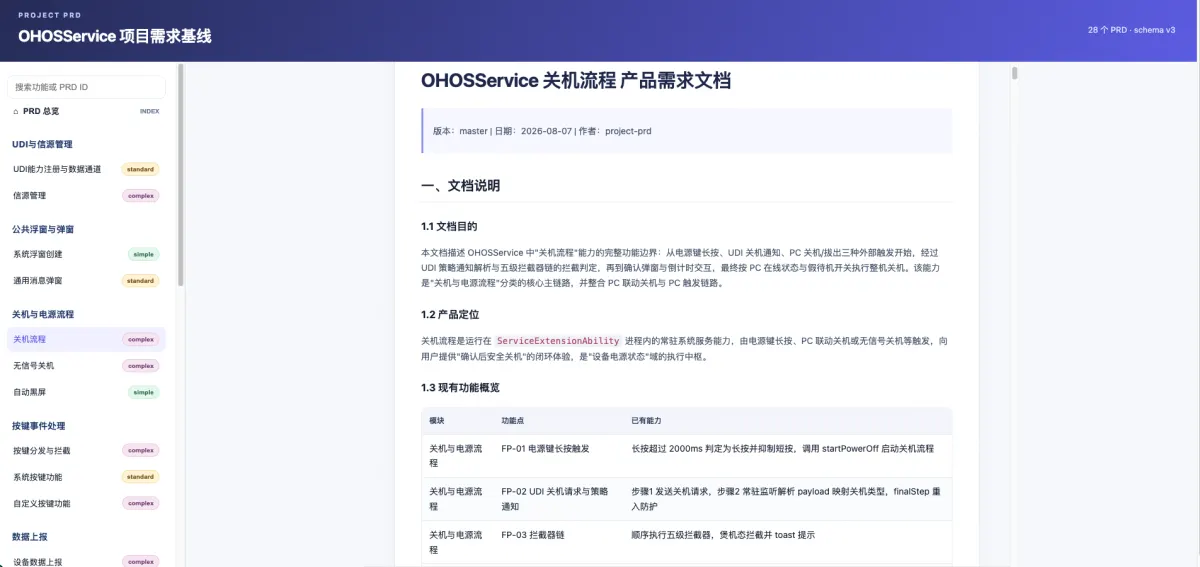 PROJECT PRD
OHOSService 项目需求基线
28 个 PRD · schema v3
搜索功能或 PRD ID
⌂ PRD 总览 INDEX
UDI与信源管理
UDI能力注册与数据通道 standard
信源管理 complex
公共浮窗与弹窗
系统浮窗创建 simple
通用消息弹窗 standard
关机与电源流程
关机流程 complex
无信号关机 complex
自动黑屏 simple
按键事件处理
按键分发与拦截 complex
系统按键功能 standard
自定义按键功能 complex
数据上报
设备数据上报 complex
OHOSService 关机流程 产品需求文档
版本：master | 日期：2026-08-07 | 作者：project-prd
一、文档说明
1.1 文档目的
本文档描述 OHOSService 中"关机流程"能力的完整功能边界：从电源键长按、UDI 关机通知、PC 关机/拔出三种外部触发开始，经过
UDI 策略通知解析与五级拦截器链的拦截判定，再到确认弹窗与倒计时交互，最终按 PC 在线状态与假待机开关执行整机关机。该能力
是"关机与电源流程"分类的核心主链路，并整合 PC 联动关机与 PC 触发链路。
1.2 产品定位
关机流程是运行在 ServiceExtensionAbility 进程内的常驻系统服务能力，由电源键长按、PC 联动关机或无信号关机等触发，向
用户提供"确认后安全关机"的闭环体验，是"设备电源状态"域的执行中枢。
1.3 现有功能概览
模块 功能点 已有能力
关机与电源流 FP-01 电源键长按触发 长按超过 2000ms 判定为长按并抑制短按，调用 startPowerOff 启动关机流程
程
关机与电源流 FP-02 UDI 关机请求与策略 步骤1 发送关机请求，步骤2 常驻监听解析 payload 映射关机类型，finalStep 重
程 通知 入防护
关机与电源流 FP-03 拦截器链 顺序执行五级拦截器，煲机态拦截并 toast 提示
程